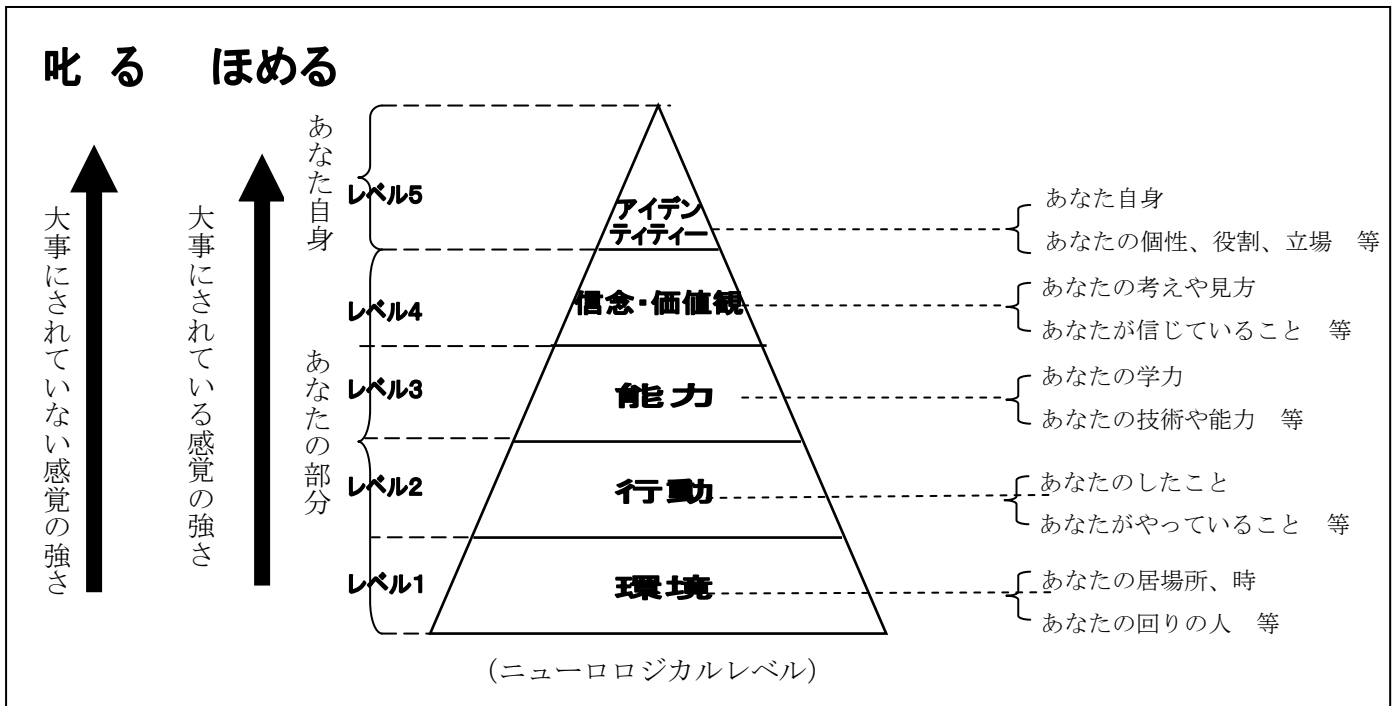 叱 る　ほめる
大事にされていない感覚の強さ
大事にされている感覚の強さ
あなた自身
あなたの部分
レベル5
アイデン
ティティー
あなた自身
あなたの個性、役割、立場　等
レベル4
信念・価値観
あなたの考えや見方
あなたが信じていること　等
レベル3
能力
あなたの学力
あなたの技術や能力　等
レベル2
行動
あなたのしたこと
あなたがやっていること　等
レベル1
環境
あなたの居場所、時
あなたの回りの人　等
(ニューロロジカルレベル)